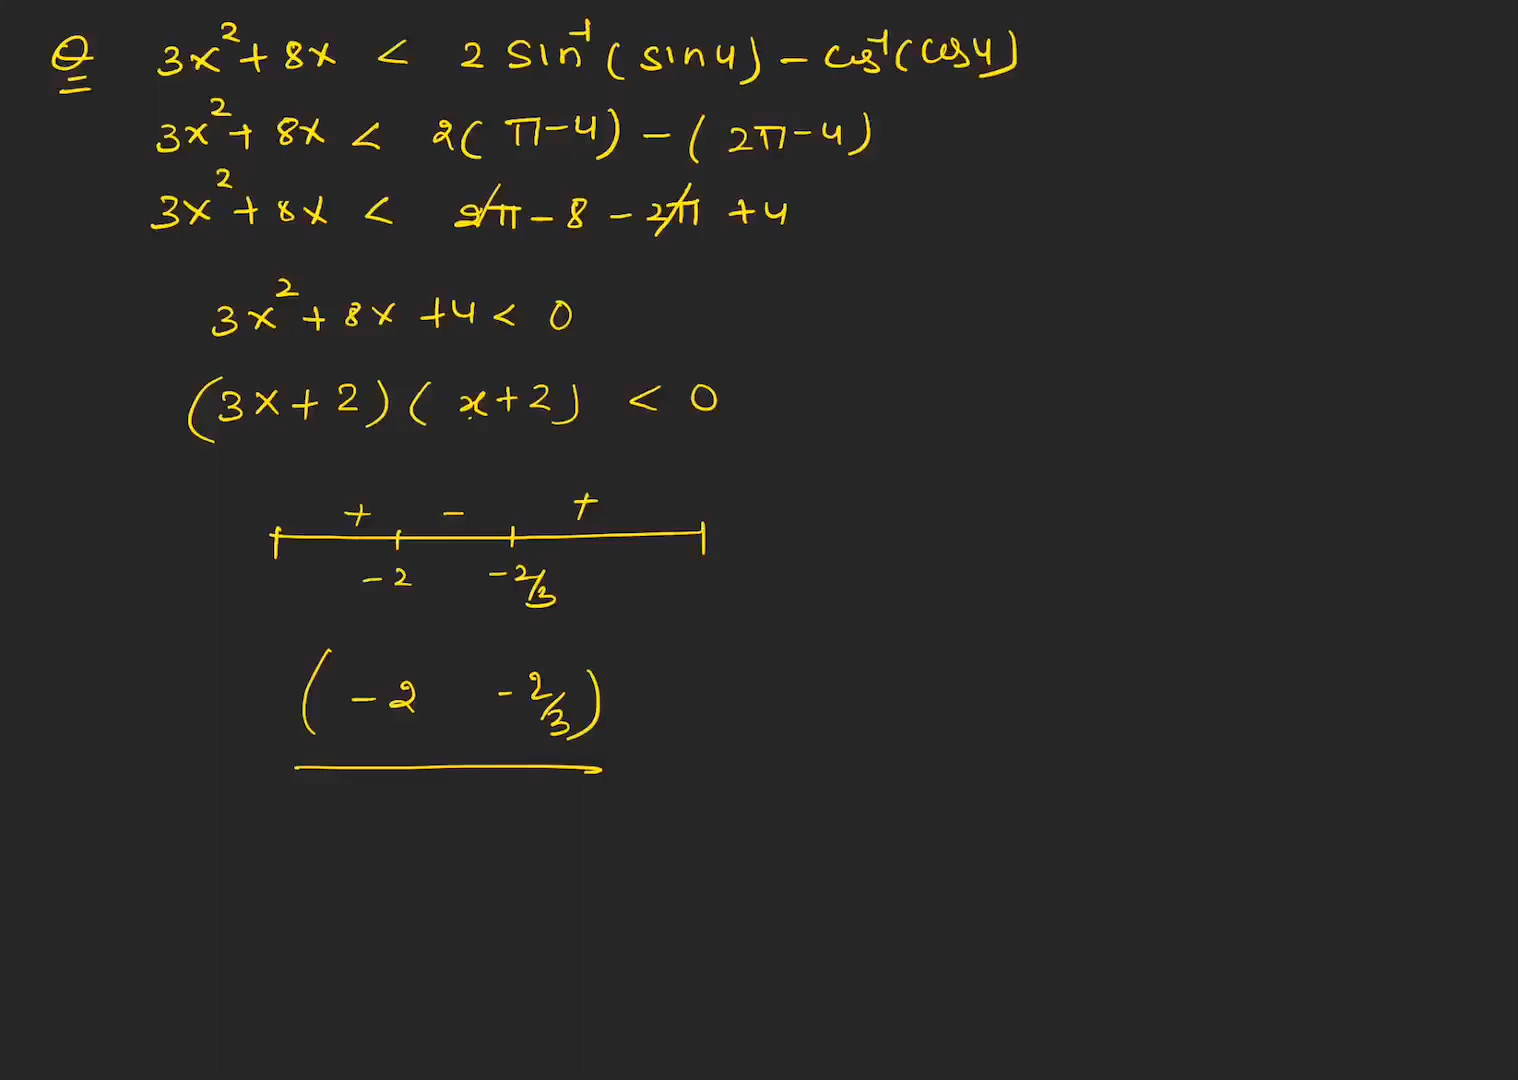 Q 3x² + 8x < 2 sin⁻¹(sin4) - cos⁻¹(cos4)
3x² + 8x < 2(π-4) - (2π-4)
3x² + 8x < 2π - 8 - 2π + 4
3x² + 8x + 4 < 0
(3x+2)(x+2) < 0
+ - +
-2 -2/3
(-2 -2/3)